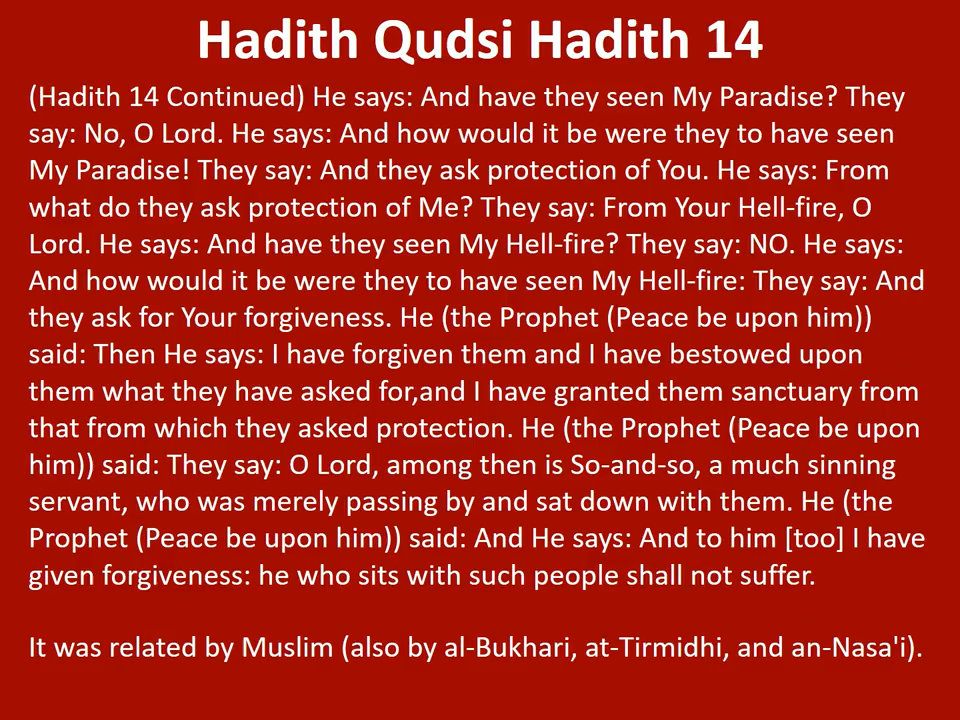 Hadith Qudsi Hadith 14
(Hadith 14 Continued) He says: And have they seen My Paradise? They
say: No, O Lord. He says: And how would it be were they to have seen
My Paradise! They say: And they ask protection of You. He says: From
what do they ask protection of Me? They say: From Your Hell-fire, O
Lord. He says: And have they seen My Hell-fire? They say: NO. He says:
And how would it be were they to have seen My Hell-fire: They say: And
they ask for Your forgiveness. He (the Prophet (Peace be upon him))
said: Then He says: I have forgiven them and I have bestowed upon
them what they have asked for,and I have granted them sanctuary from
that from which they asked protection. He (the Prophet (Peace be upon
him)) said: They say: O Lord, among then is So-and-so, a much sinning
servant, who was merely passing by and sat down with them. He (the
Prophet (Peace be upon him)) said: And He says: And to him [too] I have
given forgiveness: he who sits with such people shall not suffer.
It was related by Muslim (also by al-Bukhari, at-Tirmidhi, and an-Nasa'i).